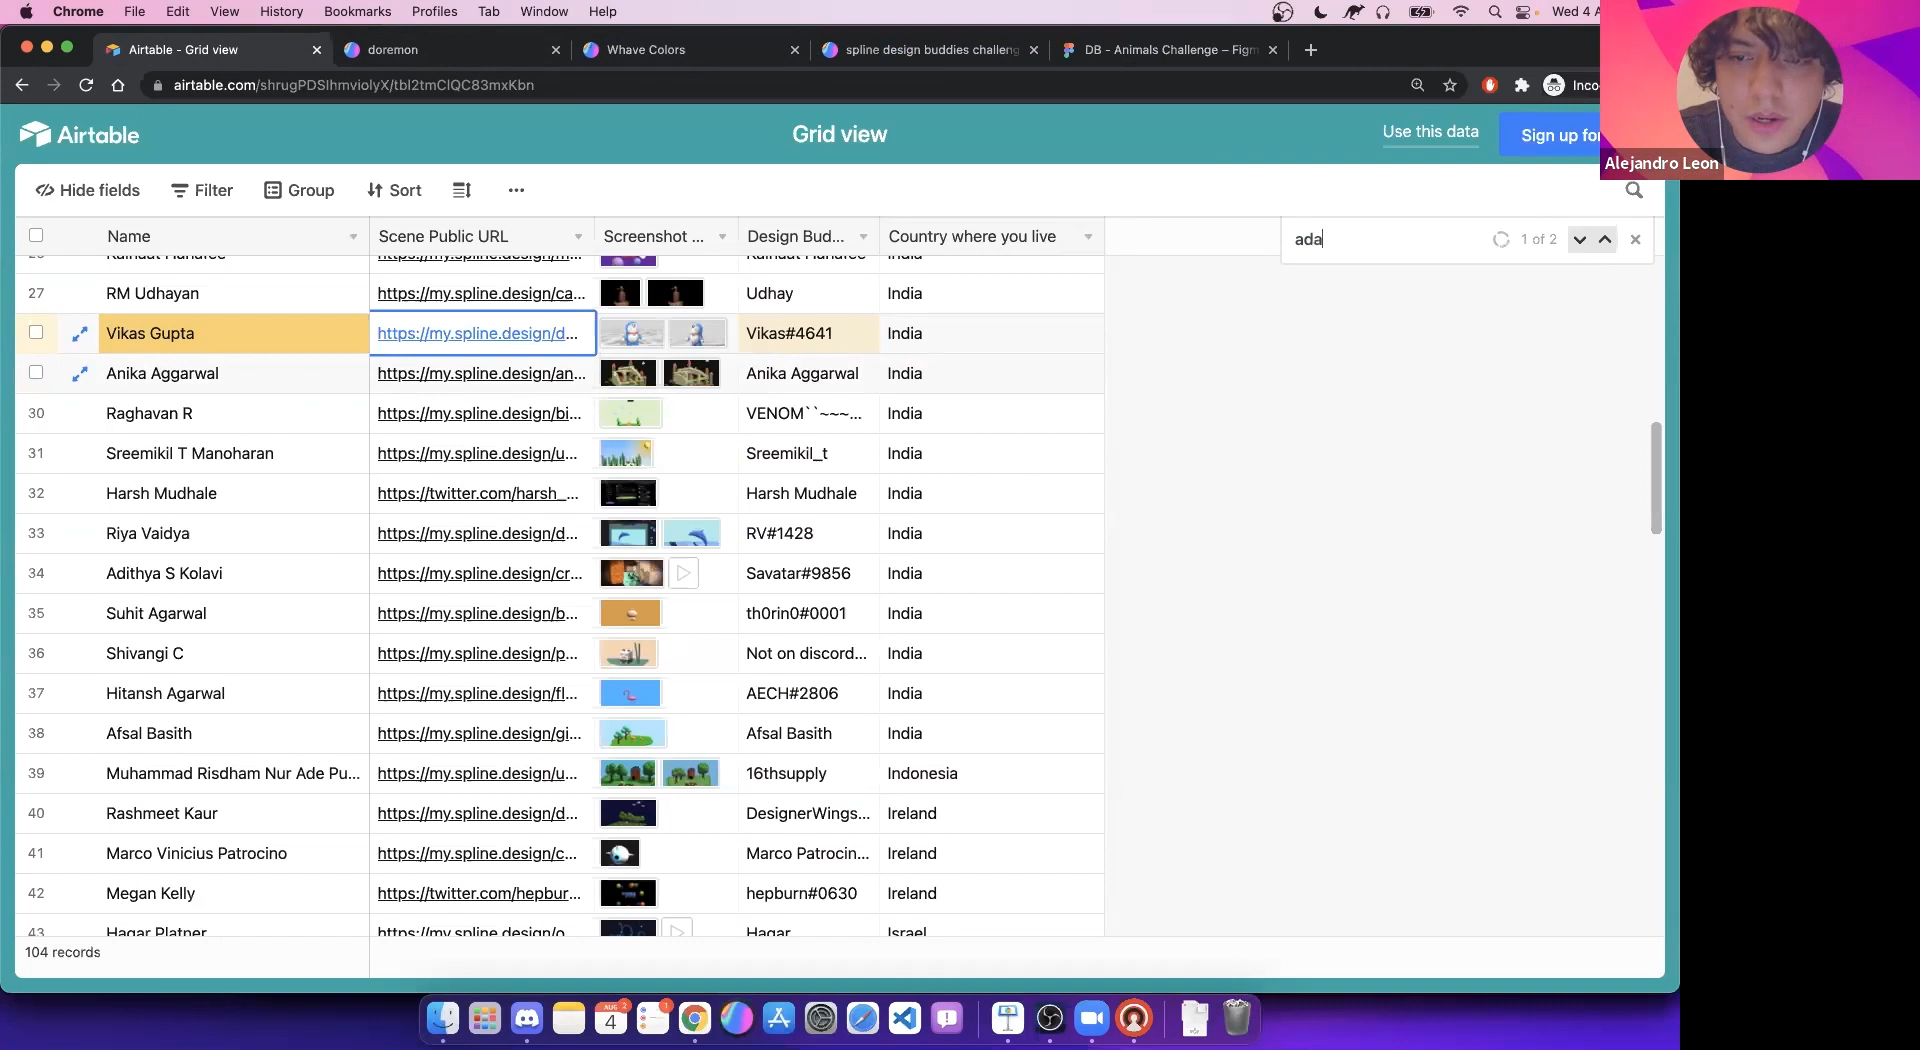 Chrome File Edit View History Bookmarks Profiles Tab Window Help
Wed 4 A
Airtable - Grid view
doremon
Whave Colors
spline design buddies challeng
DB - Animals Challenge – Figm
airtable.com/shrugPDSIhmviolyX/tbl2tmClQC83mxKbn
Inco
Airtable
Grid view
Use this data
Sign up for
Alejandro Leon
Hide fields
Filter
Group
Sort
Name
Scene Public URL
Screenshot ...
Design Bud...
Country where you live
ada
1 of 2
India
27 RM Udhayan https://my.spline.design/ca... Udhay India
Vikas Gupta https://my.spline.design/d... Vikas#4641 India
Anika Aggarwal https://my.spline.design/an... Anika Aggarwal India
30 Raghavan R https://my.spline.design/bi... VENOM``~~~... India
31 Sreemikil T Manoharan https://my.spline.design/u... Sreemikil_t India
32 Harsh Mudhale https://twitter.com/harsh_... Harsh Mudhale India
33 Riya Vaidya https://my.spline.design/d... RV#1428 India
34 Adithya S Kolavi https://my.spline.design/cr... Savatar#9856 India
35 Suhit Agarwal https://my.spline.design/b... th0rin0#0001 India
36 Shivangi C https://my.spline.design/p... Not on discord... India
37 Hitansh Agarwal https://my.spline.design/fl... AECH#2806 India
38 Afsal Basith https://my.spline.design/gi... Afsal Basith India
39 Muhammad Risdham Nur Ade Pu... https://my.spline.design/u... 16thsupply Indonesia
40 Rashmeet Kaur https://my.spline.design/d... DesignerWings... Ireland
41 Marco Vinicius Patrocino https://my.spline.design/c... Marco Patrocin... Ireland
42 Megan Kelly https://twitter.com/hepbur... hepburn#0630 Ireland
43 Hagar Platner https://my.spline.design/o Hagar Israel
104 records
AUG
4
2
1